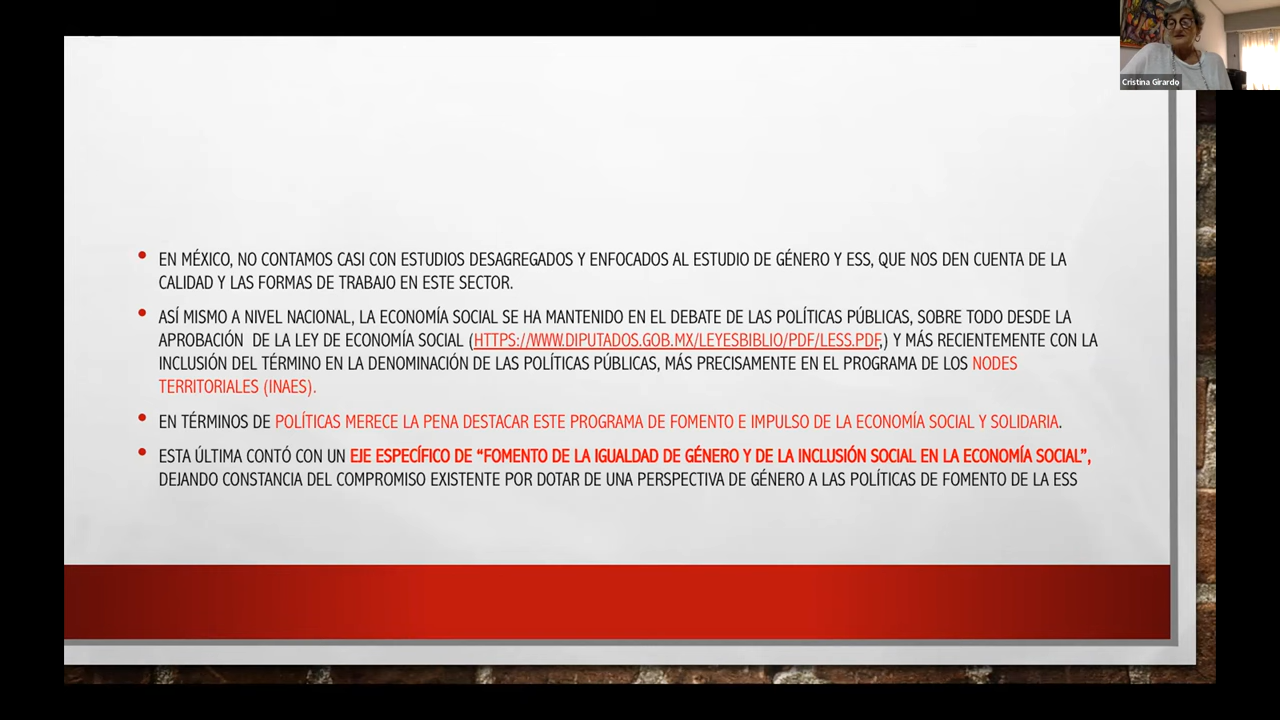 Cristina Girardo
• EN MÉXICO, NO CONTAMOS CASI CON ESTUDIOS DESAGREGADOS Y ENFOCADOS AL ESTUDIO DE GÉNERO Y ESS, QUE NOS DEN CUENTA DE LA
CALIDAD Y LAS FORMAS DE TRABAJO EN ESTE SECTOR.
• ASÍ MISMO A NIVEL NACIONAL, LA ECONOMÍA SOCIAL SE HA MANTENIDO EN EL DEBATE DE LAS POLÍTICAS PÚBLICAS, SOBRE TODO DESDE LA
APROBACIÓN DE LA LEY DE ECONOMÍA SOCIAL (HTTPS://WWW.DIPUTADOS.GOB.MX/LEYESBIBLIO/PDF/LESS.PDF,) Y MÁS RECIENTEMENTE CON LA
INCLUSIÓN DEL TÉRMINO EN LA DENOMINACIÓN DE LAS POLÍTICAS PÚBLICAS, MÁS PRECISAMENTE EN EL PROGRAMA DE LOS NODES
TERRITORIALES (INAES).
• EN TÉRMINOS DE POLÍTICAS MERECE LA PENA DESTACAR ESTE PROGRAMA DE FOMENTO E IMPULSO DE LA ECONOMÍA SOCIAL Y SOLIDARIA.
• ESTA ÚLTIMA CONTÓ CON UN EJE ESPECÍFICO DE “FOMENTO DE LA IGUALDAD DE GÉNERO Y DE LA INCLUSIÓN SOCIAL EN LA ECONOMÍA SOCIAL”,
DEJANDO CONSTANCIA DEL COMPROMISO EXISTENTE POR DOTAR DE UNA PERSPECTIVA DE GÉNERO A LAS POLÍTICAS DE FOMENTO DE LA ESS